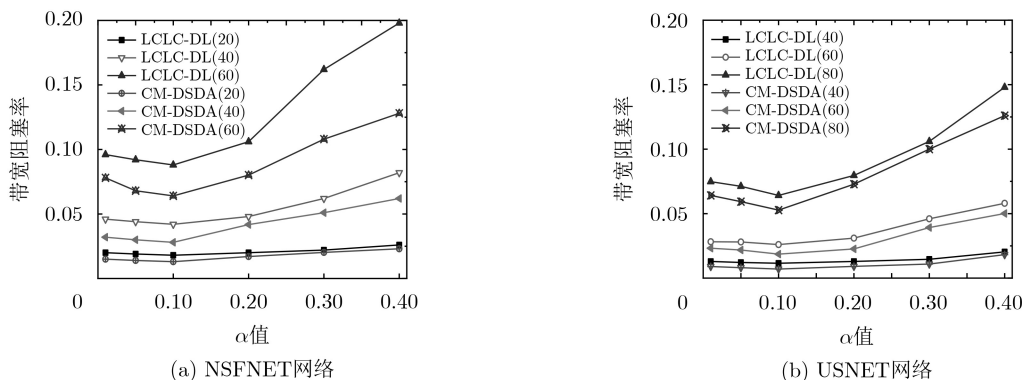 0.20
0.15
0.10
0.05
0
带宽阻塞率
LCLC-DL(20)
LCLC-DL(40)
LCLC-DL(60)
CM-DSDA(20)
CM-DSDA(40)
CM-DSDA(60)
0.10 0.20 0.30 0.40
α值
(a) NSFNET网络
0.20
0.15
0.10
0.05
0
带宽阻塞率
LCLC-DL(40)
LCLC-DL(60)
LCLC-DL(80)
CM-DSDA(40)
CM-DSDA(60)
CM-DSDA(80)
0.10 0.20 0.30 0.40
α值
(b) USNET网络